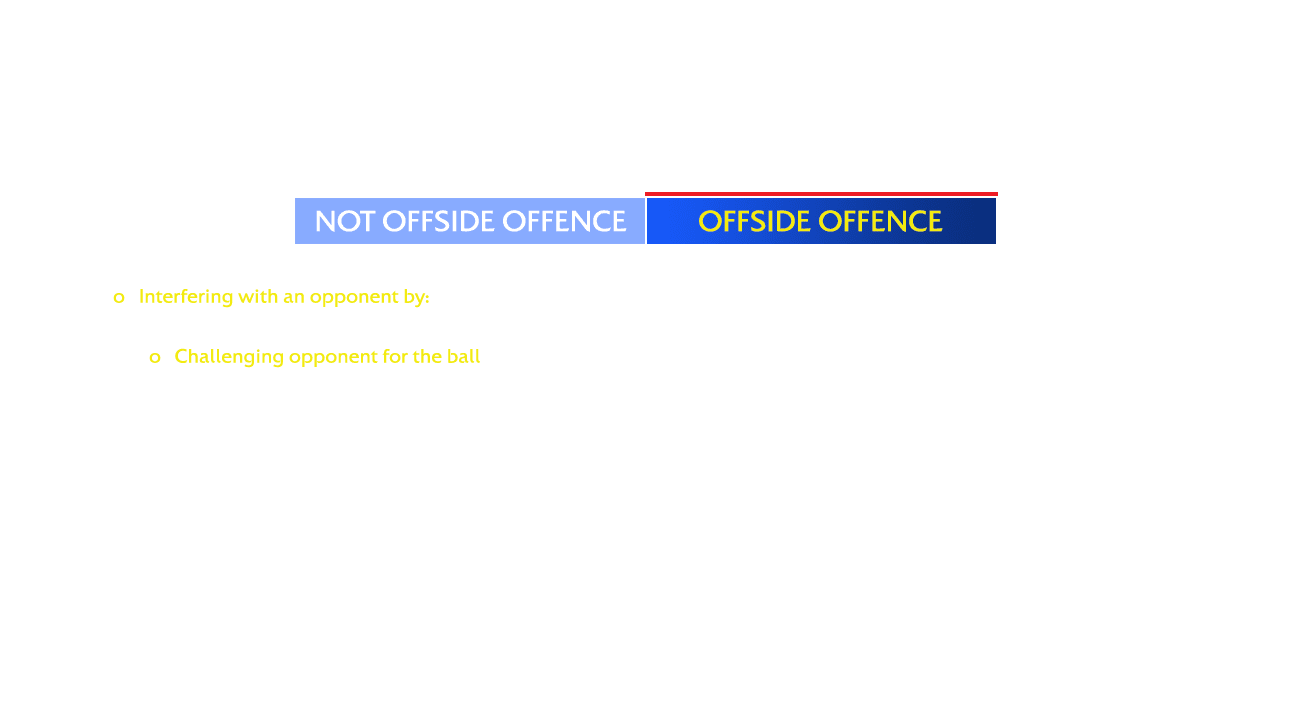 NOT OFFSIDE OFFENCE OFFSIDE OFFENCE
o Interfering with an opponent by:
o Challenging opponent for the ball